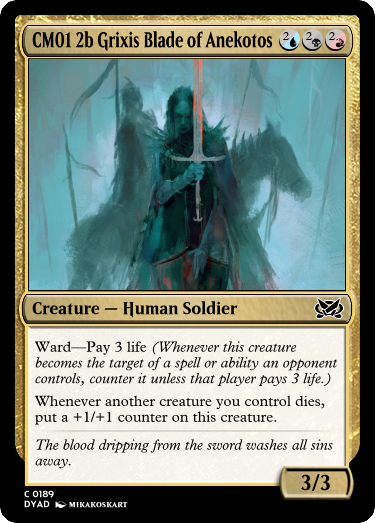 CM01 2b Grixis Blade of Anekotos 2 2 2
Creature — Human Soldier
Ward—Pay 3 life (Whenever this creature
becomes the target of a spell or ability an opponent
controls, counter it unless that player pays 3 life.)
Whenever another creature you control dies,
put a +1/+1 counter on this creature.
The blood dripping from the sword washes all sins
away.
3/3
C 0189
DYAD MIKAKOSKART